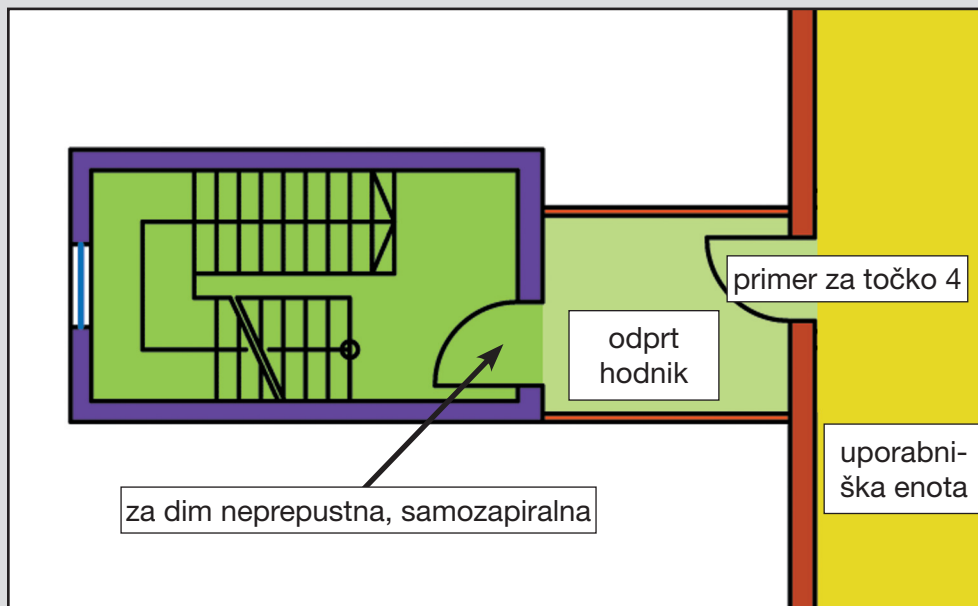 primer za točko 4
odprt
hodnik
uporabni-
ška enota
za dim neprepustna, samozapiralna